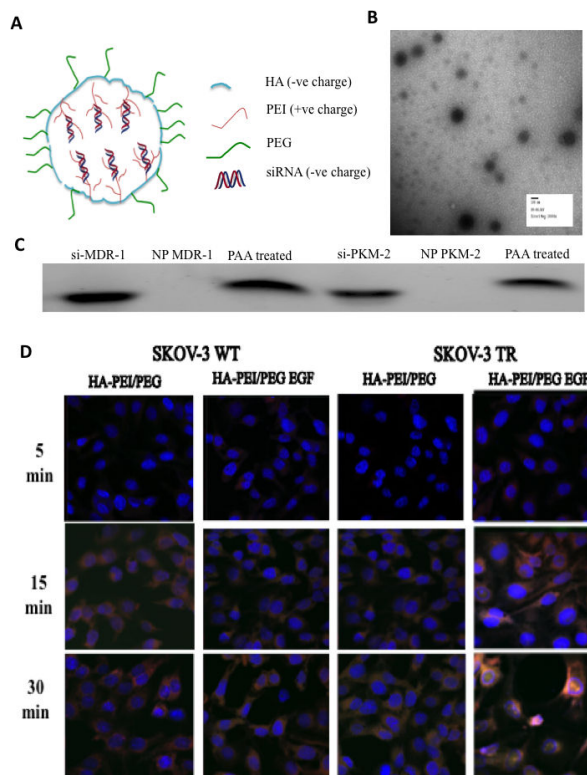 A
HA (-ve charge)
PEI (+ve charge)
PEG
siRNA (-ve charge)
B
C
si-MDR-1 NP MDR-1 PAA treated si-PKM-2 NP PKM-2 PAA treated
D
SKOV-3 WT SKOV-3 TR
HA-PEI/PEG HA-PEI/PEG EGF HA-PEI/PEG HA-PEI/PEG EGF
5
min
15
min
30
min